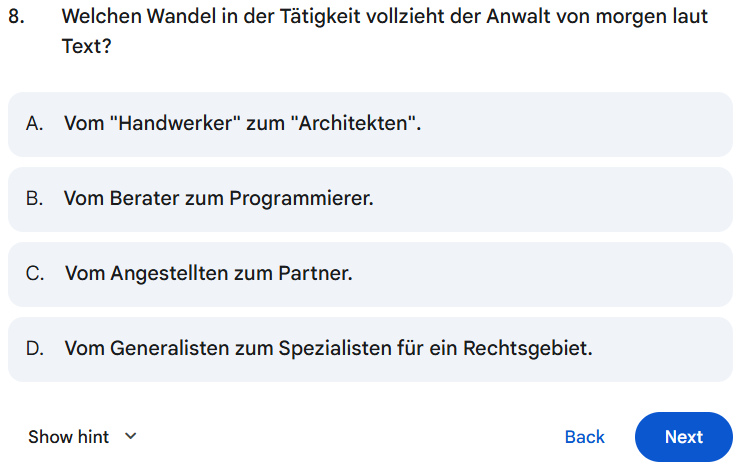 8. Welchen Wandel in der Tätigkeit vollzieht der Anwalt von morgen laut
Text?
A. Vom "Handwerker" zum "Architekten".
B. Vom Berater zum Programmierer.
C. Vom Angestellten zum Partner.
D. Vom Generalisten zum Spezialisten für ein Rechtsgebiet.
Show hint Back Next